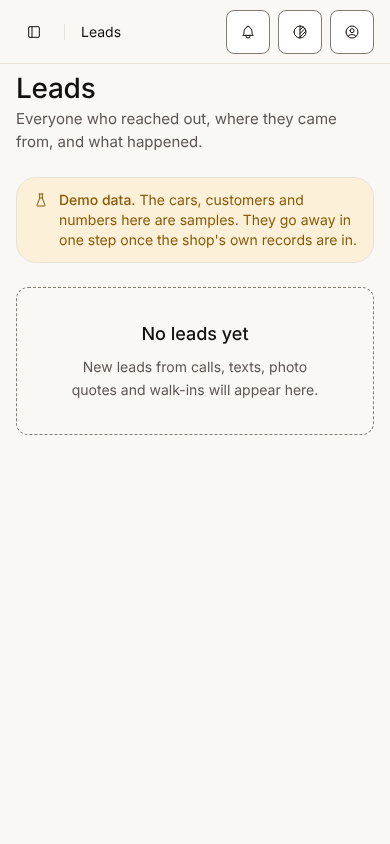 Leads
Leads
Everyone who reached out, where they came
from, and what happened.
Demo data. The cars, customers and
numbers here are samples. They go away in
one step once the shop's own records are in.
No leads yet
New leads from calls, texts, photo
quotes and walk-ins will appear here.